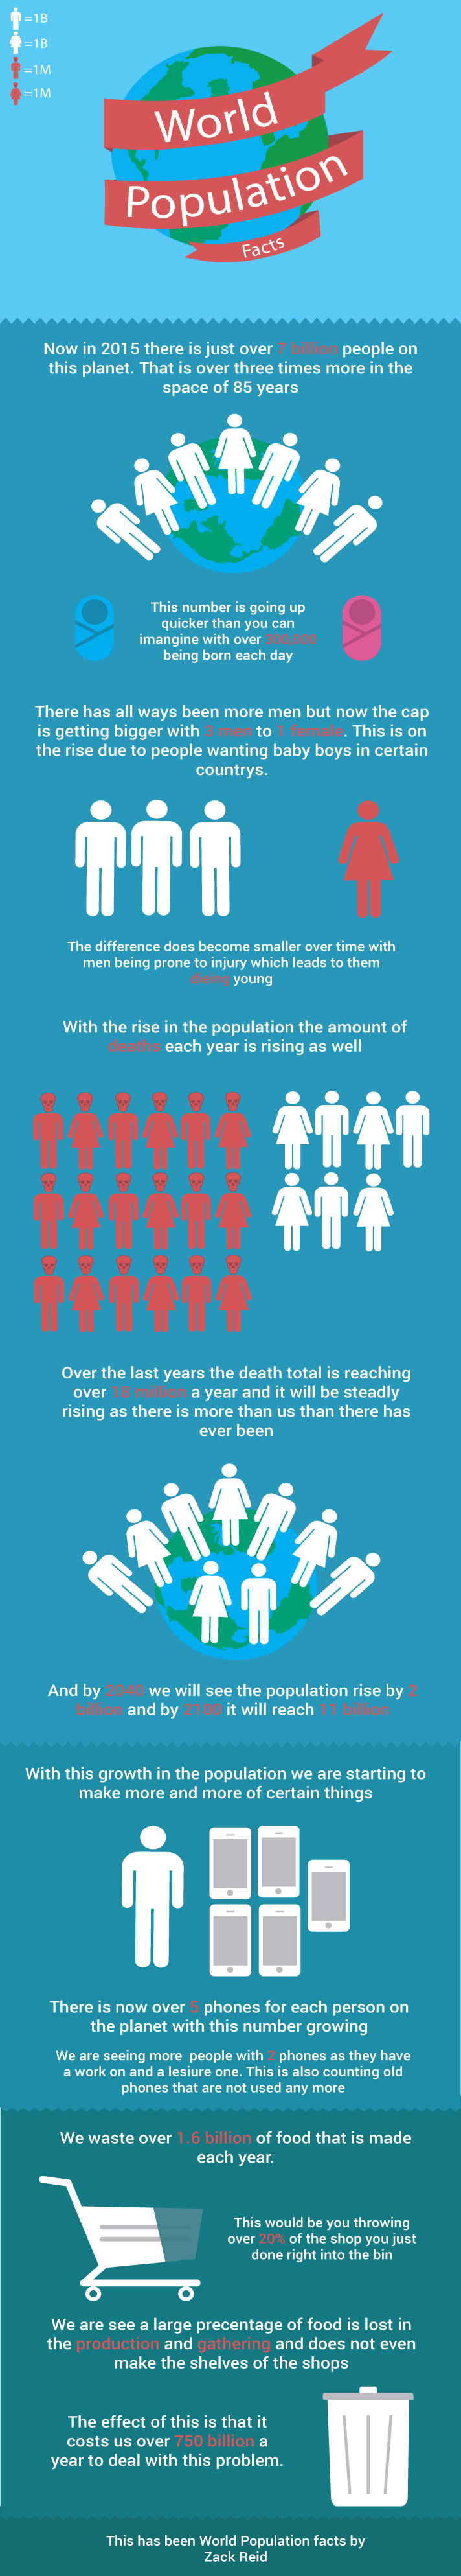 =1B
=1B
=1M
=1M
World
Population
Facts
Now in 2015 there is just over 7 billion people on
this planet. That is over three times more in the
space of 85 years
This number is going up
quicker than you can
imangine with over 300,000
being born each day
There has all ways been more men but now the cap
is getting bigger with 3 men to 1 female. This is on
the rise due to people wanting baby boys in certain
countrys.
The difference does become smaller over time with
men being prone to injury which leads to them
dieing young
With the rise in the population the amount of
deaths each year is rising as well
Over the last years the death total is reaching
over 18 million a year and it will be steadly
rising as there is more than us than there has
ever been
And by 2040 we will see the population rise by 2
billion and by 2100 it will reach 11 billion
With this growth in the population we are starting to
make more and more of certain things
There is now over 5 phones for each person on
the planet with this number growing
We are seeing more people with 2 phones as they have
a work on and a lesiure one. This is also counting old
phones that are not used any more
We waste over 1.6 billion of food that is made
each year.
This would be you throwing
over 20% of the shop you just
done right into the bin
We are see a large precentage of food is lost in
the production and gathering and does not even
make the shelves of the shops
The effect of this is that it
costs us over 750 billion a
year to deal with this problem.
This has been World Population facts by
Zack Reid